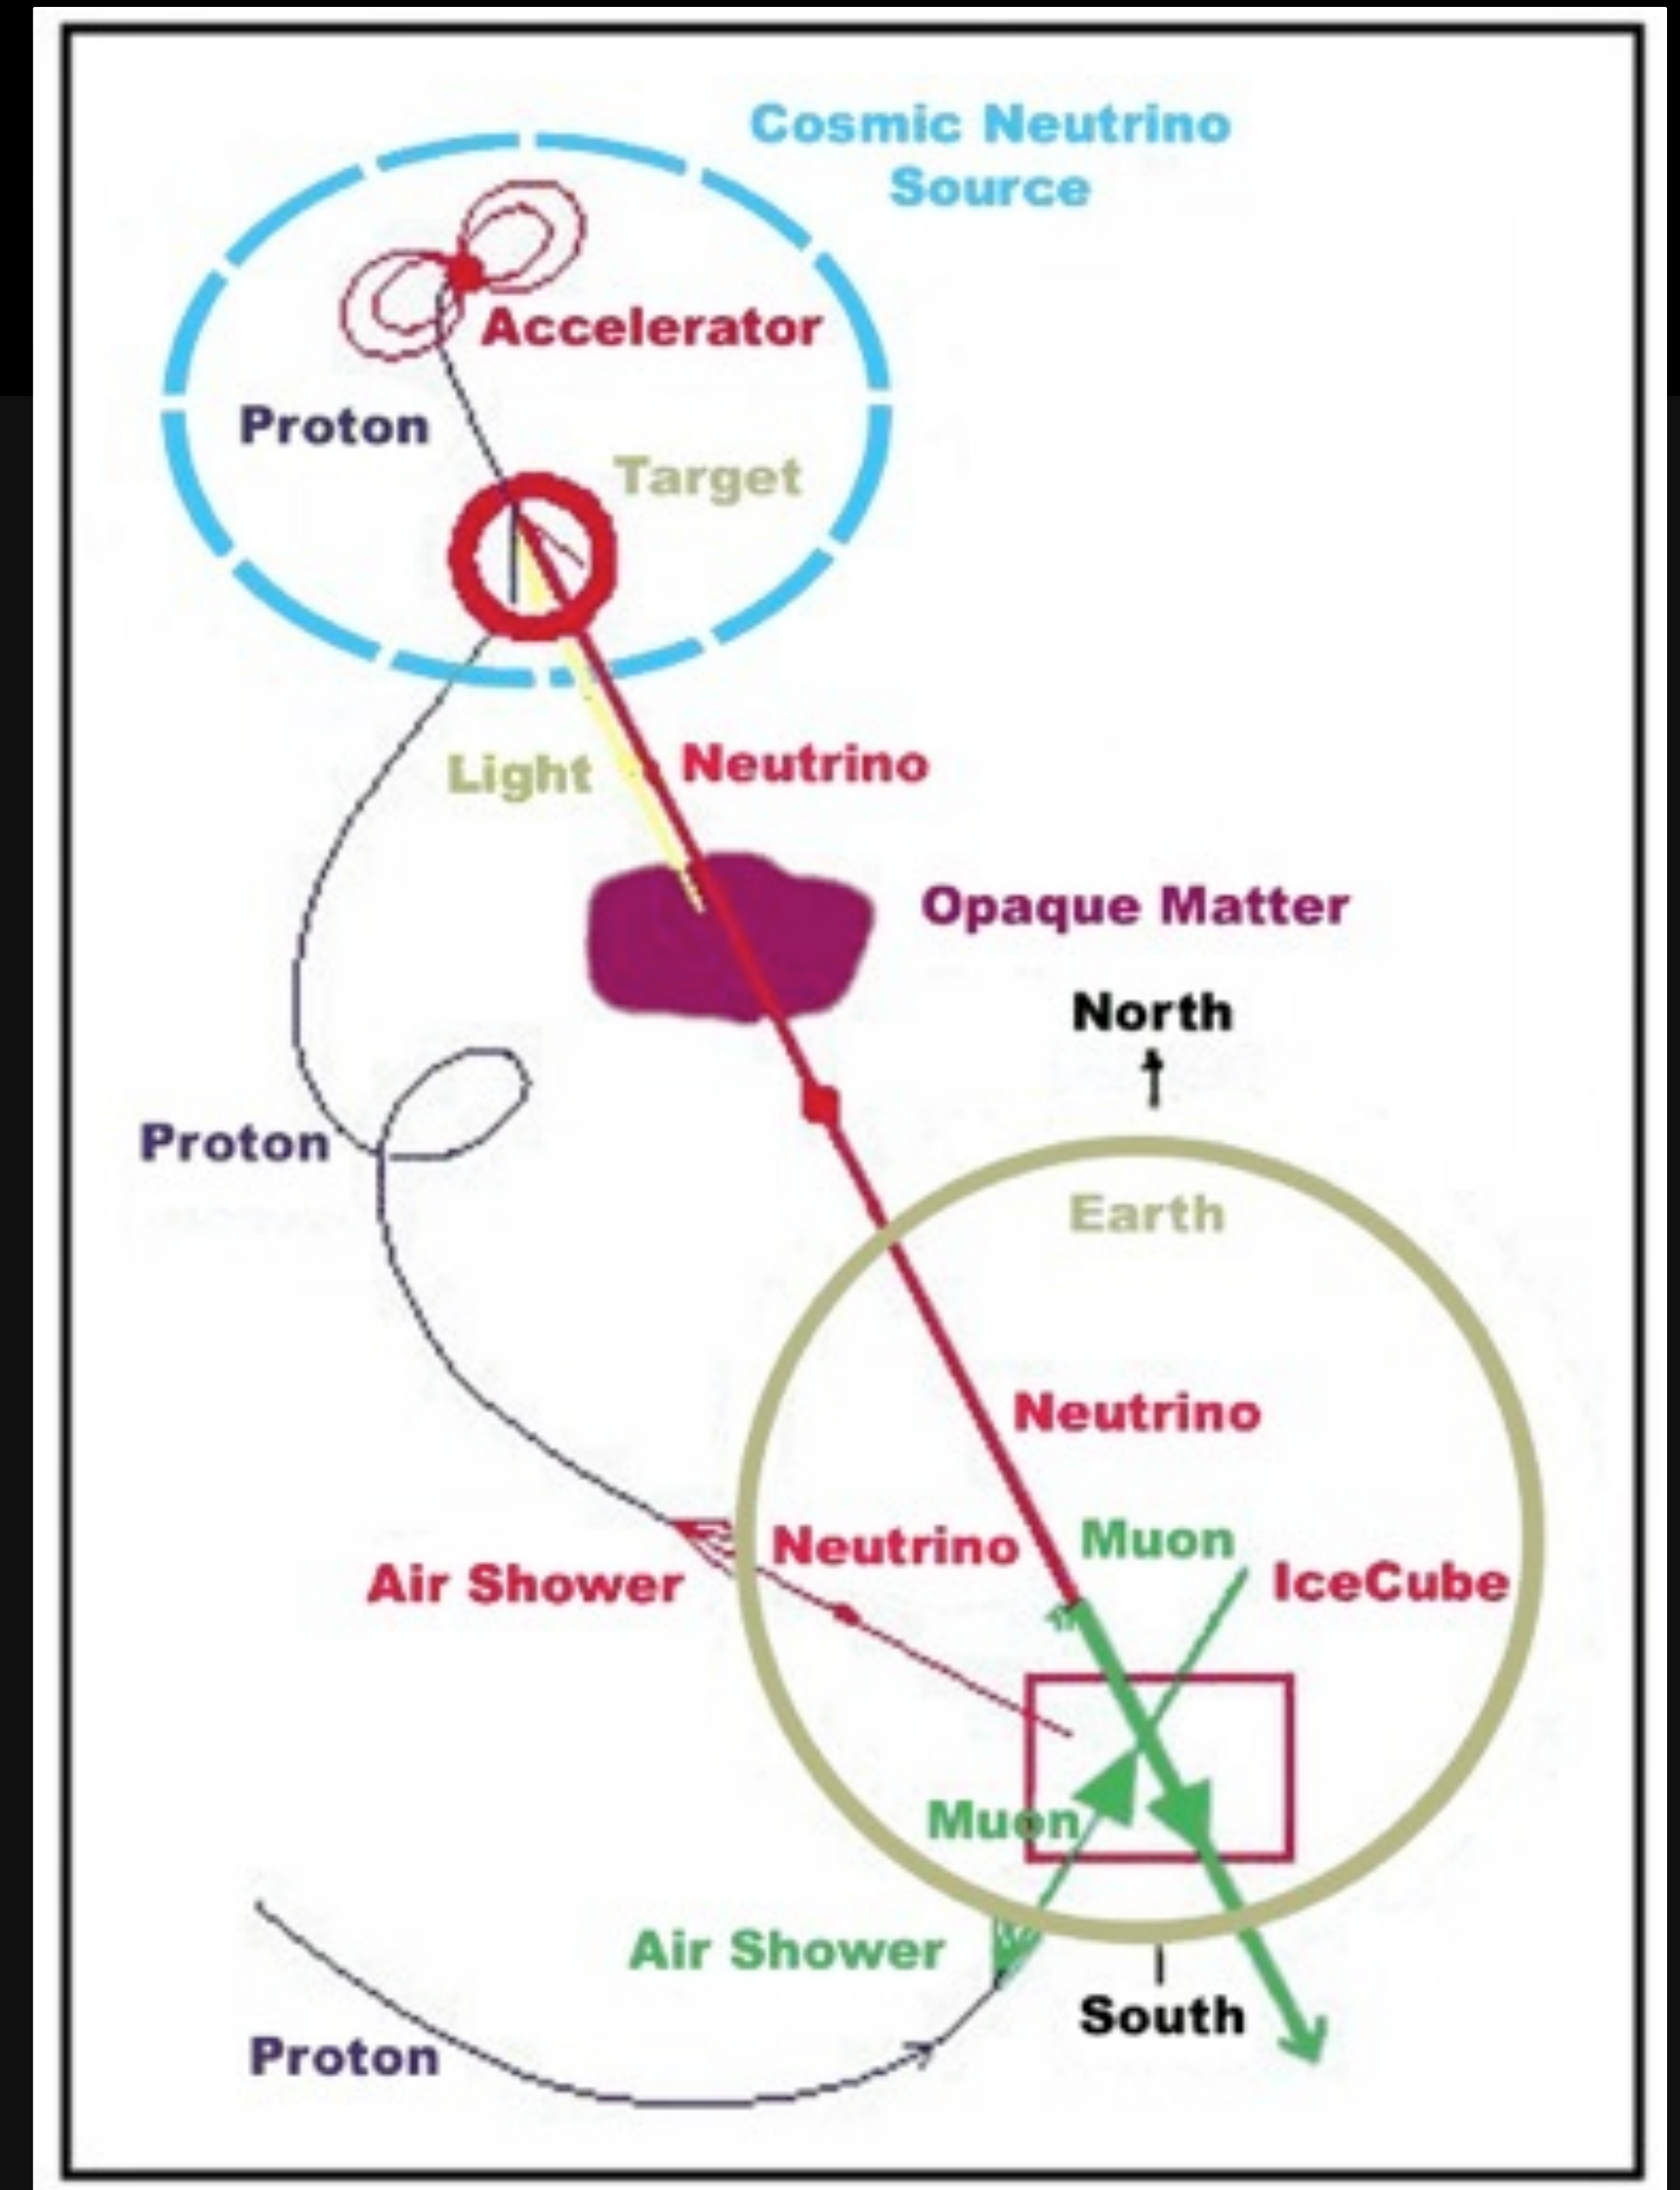 Cosmic Neutrino
Source
Accelerator
Proton
Target
Light
Neutrino
Opaque Matter
North
Proton
Earth
Neutrino
Neutrino
Muon
Air Shower
IceCube
Muon
Air Shower
South
Proton